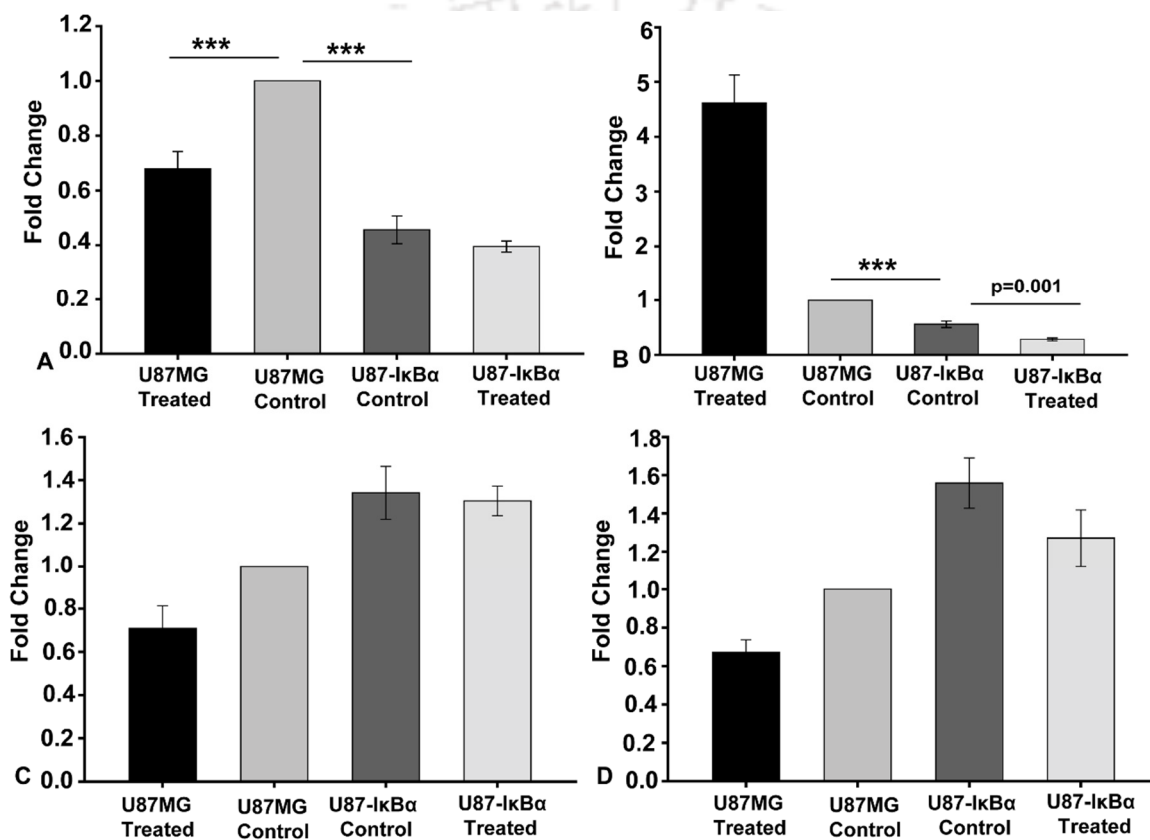 1.2
1.0
0.8
0.6
0.4
0.2
0.0
Fold Change
***
***
A
U87MG
Treated
U87MG
Control
U87-IκBα
Control
U87-IκBα
Treated
6
5
4
3
2
1
0
Fold Change
***
p=0.001
B
U87MG
Treated
U87MG
Control
U87-IκBα
Control
U87-IκBα
Treated
1.6
1.4
1.2
1.0
0.8
0.6
0.4
0.2
0.0
Fold Change
C
U87MG
Treated
U87MG
Control
U87-IκBα
Control
U87-IκBα
Treated
1.8
1.6
1.4
1.2
1.0
0.8
0.6
0.4
0.2
0.0
Fold Change
D
U87MG
Treated
U87MG
Control
U87-IκBα
Control
U87-IκBα
Treated